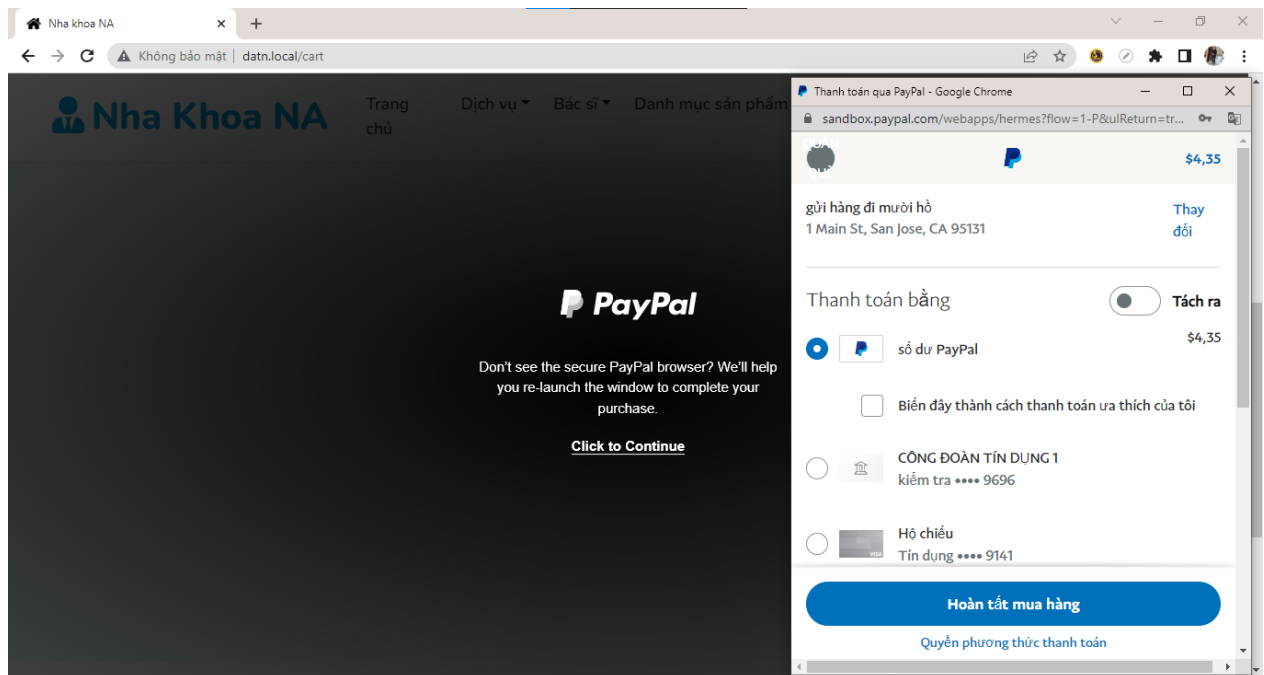 Nha khoa NA
Không bảo mật | datn.local/cart
Nha Khoa NA
Trang
chủ
Dịch vụ
Bác sĩ
Danh mục sản phẩm
PayPal
Don't see the secure PayPal browser? We'll help
you re-launch the window to complete your
purchase.
Click to Continue
Thanh toán qua PayPal - Google Chrome
sandbox.paypal.com/webapps/hermes?flow=1-P&ulReturn=tr...
$4,35
gửi hàng đi mười hồ
1 Main St, San Jose, CA 95131
Thay
đổi
Thanh toán bằng
Tách ra
$4,35
số dư PayPal
Biến đây thành cách thanh toán ưa thích của tôi
CÔNG ĐOÀN TÍN DỤNG 1
kiểm tra •••• 9696
Hộ chiếu
VISA
Tín dụng •••• 9141
Hoàn tất mua hàng
Quyền phương thức thanh toán